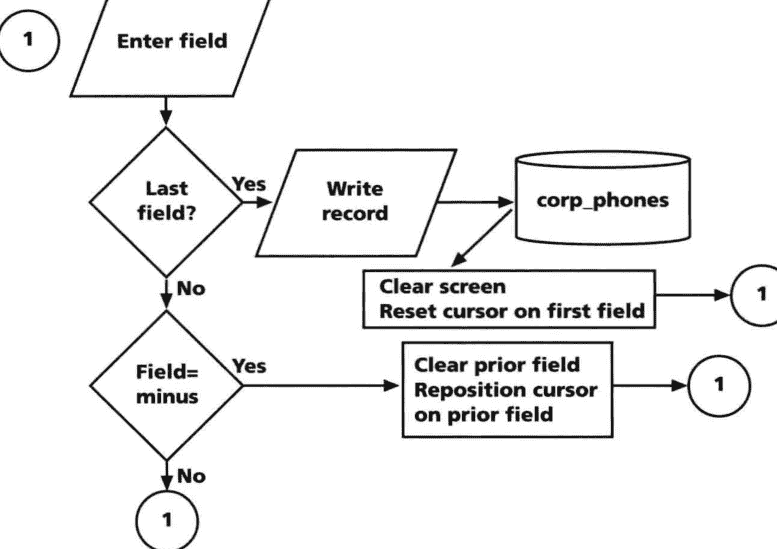 1
Enter field
Last
field?
Yes
Write
record
corp_phones
No
Clear screen
Reset cursor on first field
1
Field=
minus
Yes
Clear prior field
Reposition cursor
on prior field
1
No
1